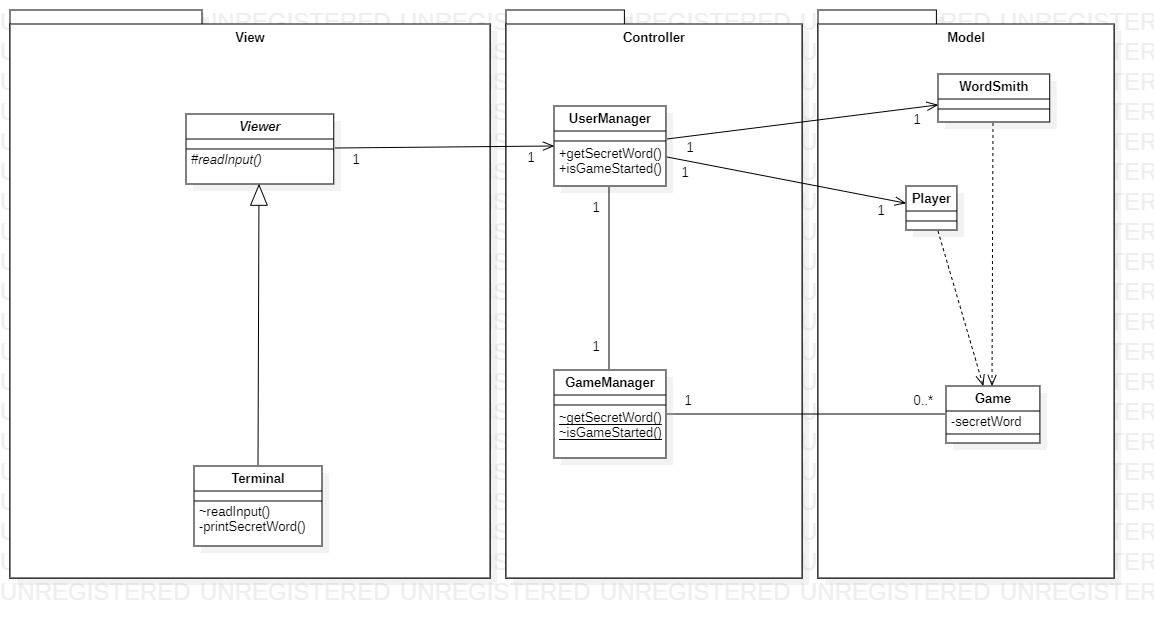 View
Controller
Model
WordSmith
UserManager
Viewer
1
+getSecretWord()
#readInput()
1
1
1
+isGameStarted()
1
Player
1
1
1
1
GameManager
1
0..*
Game
~getSecretWord()
-secretWord
~isGameStarted()
Terminal
~readInput()
-printSecretWord()
UNREGISTERED UNREGISTERED UNREGISTERED UNREGISTERED UNREGISTERED